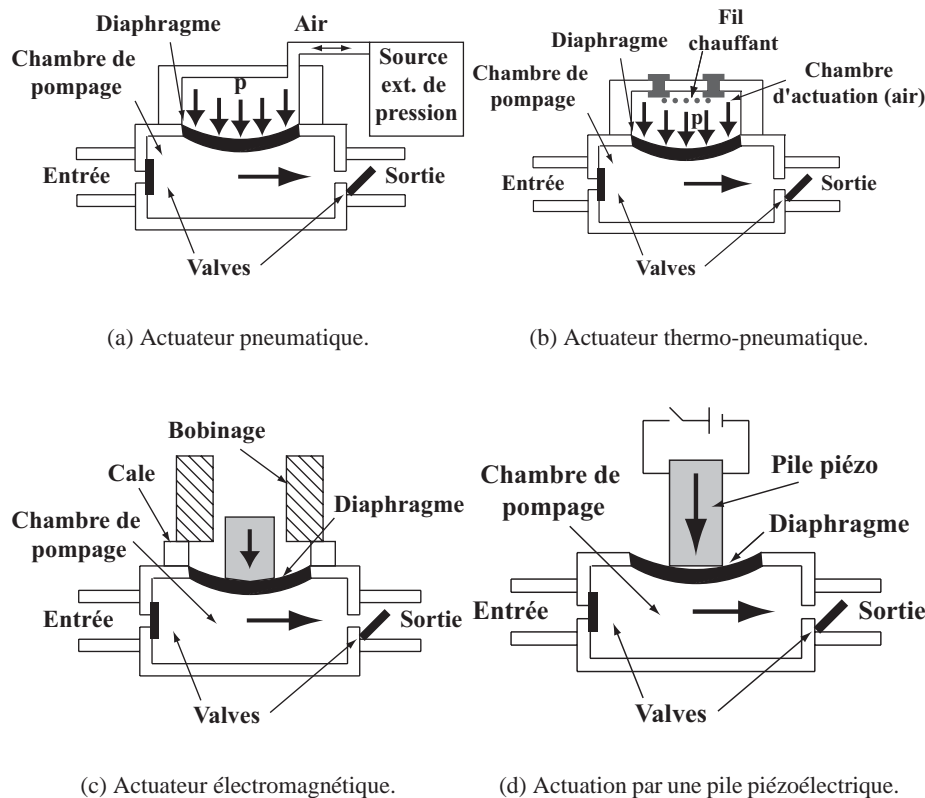 Diaphragme
Air
Chambre de
pompage
p
Source
ext. de
pression
Entrée
Sortie
Valves
(a) Actuateur pneumatique.
Fil
chauffant
Diaphragme
Chambre de
pompage
Chambre
d'actuation (air)
p
Entrée
Sortie
Valves
(b) Actuateur thermo-pneumatique.
Bobinage
Cale
Diaphragme
Chambre de
pompage
Entrée
Sortie
Valves
(c) Actuateur électromagnétique.
Chambre de
pompage
Pile piézo
Diaphragme
Entrée
Sortie
Valves
(d) Actuation par une pile piézoélectrique.